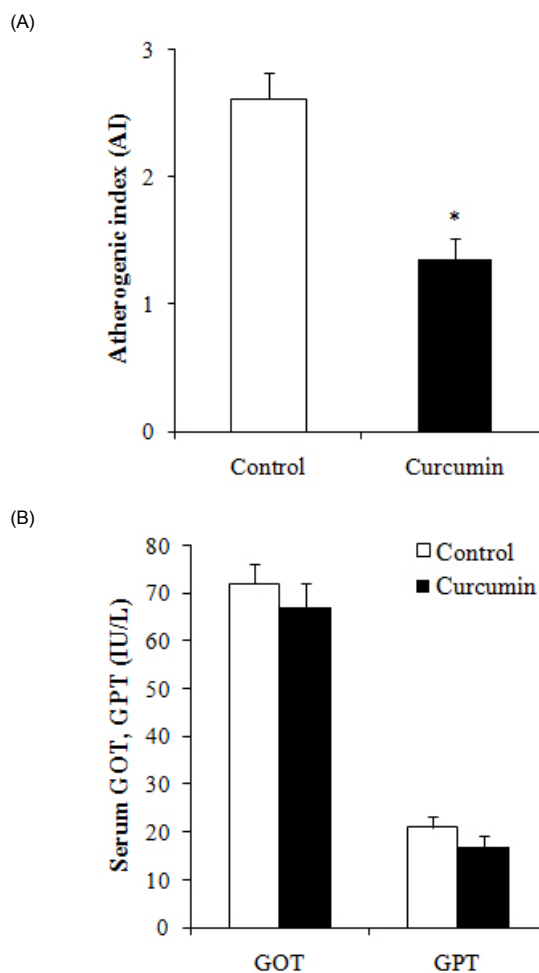 (A)
Atherogenic index (AI)
3
2
1
0
*
Control Curcumin
(B)
Serum GOT, GPT (IU/L)
80
70
60
50
40
30
20
10
0
Control
Curcumin
GOT GPT